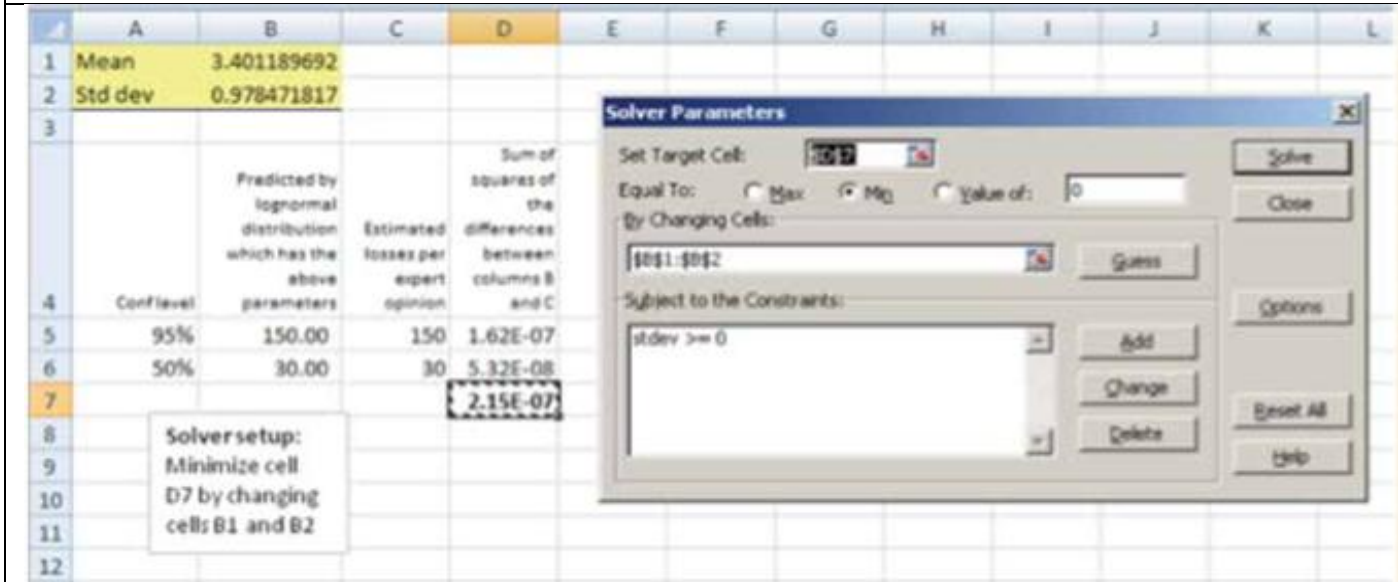 A B C D E F G H I J K L
1 Mean 3.401189692
2 Std dev 0.978471817
3
4 Conf level
Predicted by
lognormal
distribution
which has the
above
parameters
Estimated
losses per
expert
opinion
Sum of
squares of
the
differences
between
columns B
and C
5 95% 150.00 150 1.62E-07
6 50% 30.00 30 5.32E-08
7 2.15E-07
8
9
10
11
12
Solver setup:
Minimize cell
D7 by changing
cells B1 and B2
Solver Parameters
Set Target Cell: $D$7
Equal To: Max Min Value of: 0
By Changing Cells:
$B$1:$B$2
Guess
Subject to the Constraints:
stdev >= 0
Add
Change
Delete
Solve
Close
Options
Reset All
Help